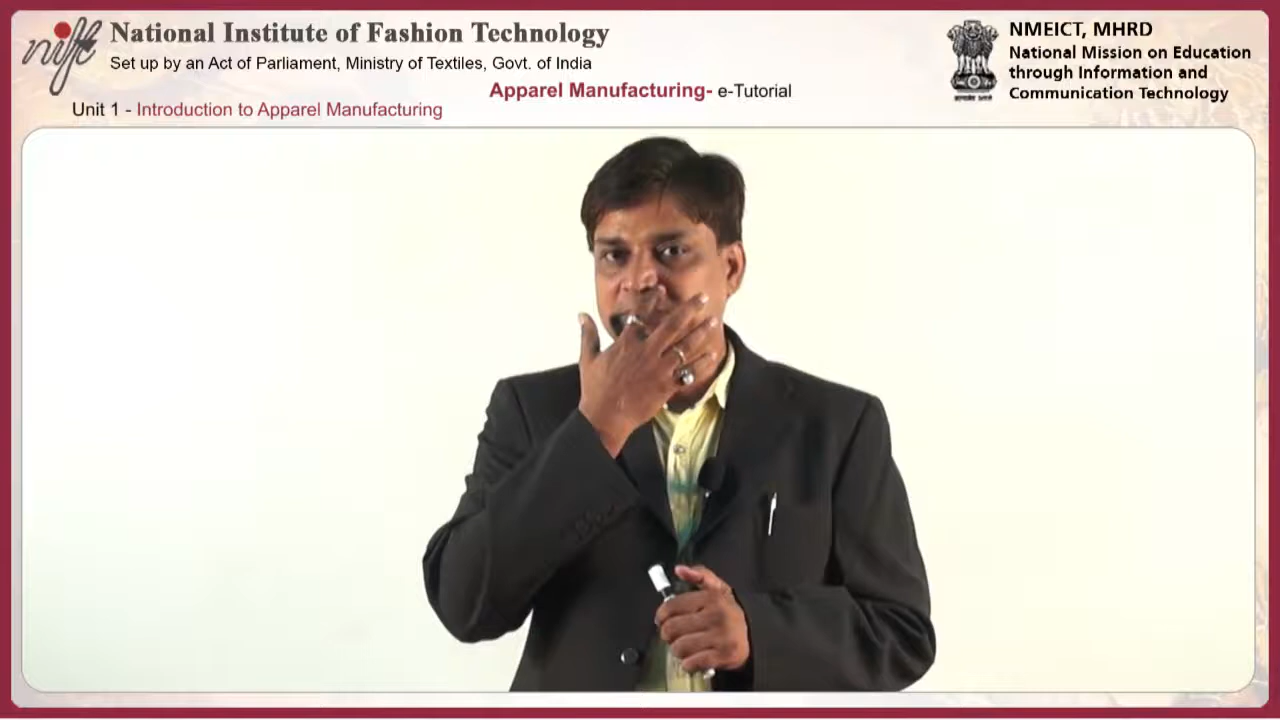 nift
National Institute of Fashion Technology
Set up by an Act of Parliament, Ministry of Textiles, Govt. of India
Apparel Manufacturing- e-Tutorial
Unit 1 - Introduction to Apparel Manufacturing
NMEICT, MHRD
National Mission on Education
through Information and
Communication Technology